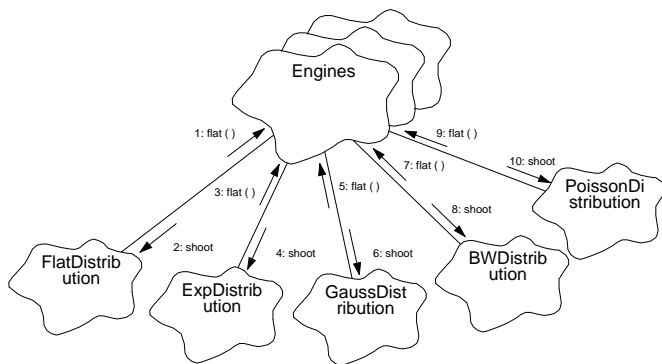 Engines
1: flat ( )
9: flat ( )
7: flat ( )
10: shoot
3: flat ( )
5: flat ( )
PoissonDi
stribution
8: shoot
2: shoot
4: shoot
6: shoot
FlatDistrib
ution
ExpDistrib
ution
GaussDist
ribution
BWDistrib
ution